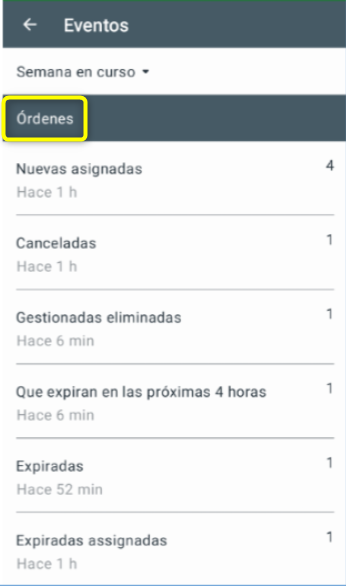 Eventos
Semana en curso
Órdenes
Nuevas asignadas 4
Hace 1 h
Canceladas 1
Hace 1 h
Gestionadas eliminadas 1
Hace 6 min
Que expiran en las próximas 4 horas 1
Hace 6 min
Expiradas 1
Hace 52 min
Expiradas assignadas 1
Hace 1 h